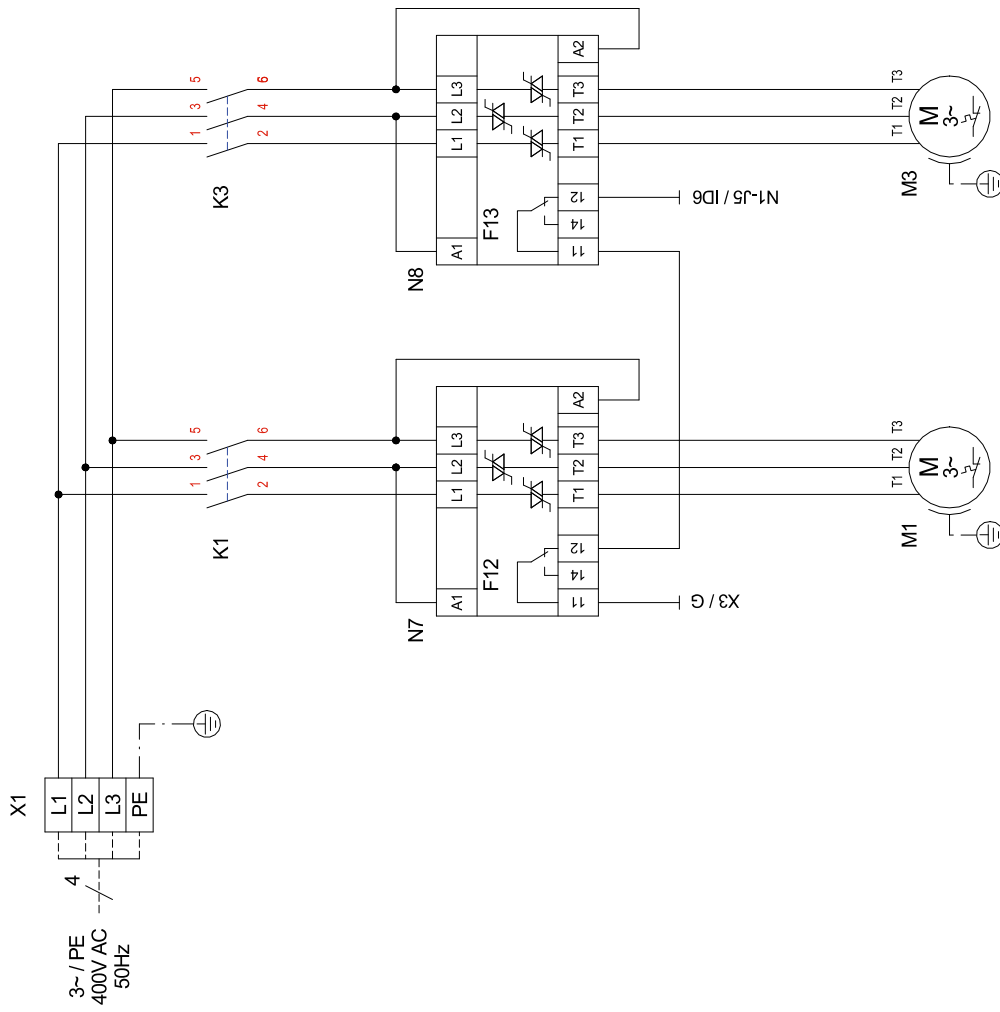 X1
L1
L2
L3
PE
4
3~ / PE
400V AC
50Hz
1
3
5
2
4
6
K1
1
3
5
2
4
6
K3
N7
A1
L1
L2
L3
F12
11
14
12
T1
T2
T3
A2
X3 / G
N8
A1
L1
L2
L3
F13
11
14
12
T1
T2
T3
A2
N1-J5 / ID6
T1
T2
T3
M
3~
M1
T1
T2
T3
M
3~
M3